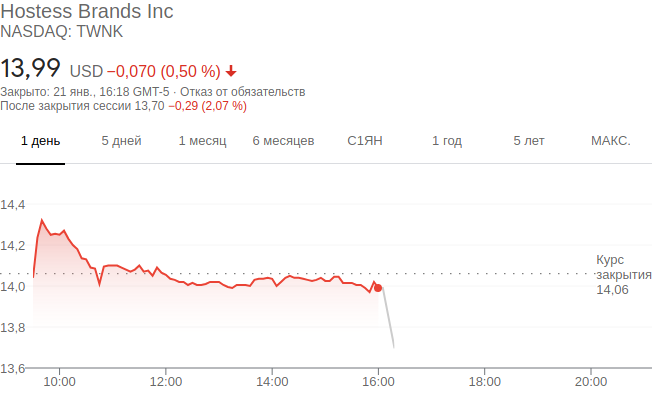 Hostess Brands Inc
NASDAQ: TWNK
13,99 USD −0,070 (0,50 %)
Закрыто: 21 янв., 16:18 GMT-5 · Отказ от обязательств
После закрытия сессии 13,70 −0,29 (2,07 %)
1 день 5 дней 1 месяц 6 месяцев С1ЯН 1 год 5 лет МАКС.
14,4
14,2
Курс
закрытия
14,06
14,0
13,8
13,6
10:00 12:00 14:00 16:00 18:00 20:00